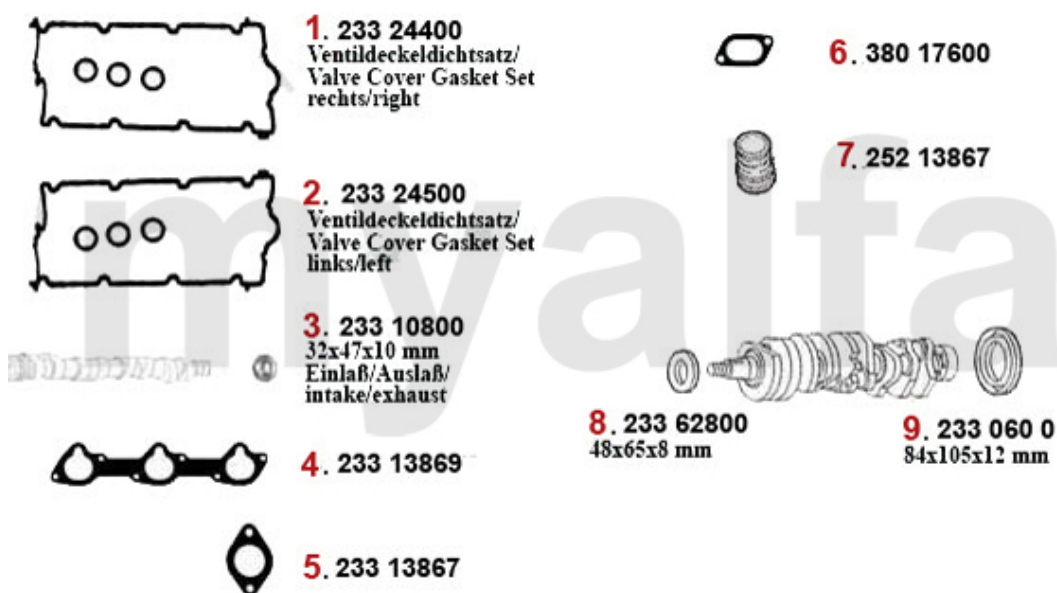 1. 233 24400
Ventildeckeldichtsatz/
Valve Cover Gasket Set
rechts/right
2. 233 24500
Ventildeckeldichtsatz/
Valve Cover Gasket Set
links/left
3. 233 10800
32x47x10 mm
Einlaß/Auslaß/
intake/exhaust
4. 233 13869
5. 233 13867
6. 380 17600
7. 252 13867
8. 233 62800
48x65x8 mm
9. 233 060 0
84x105x12 mm
myalfa